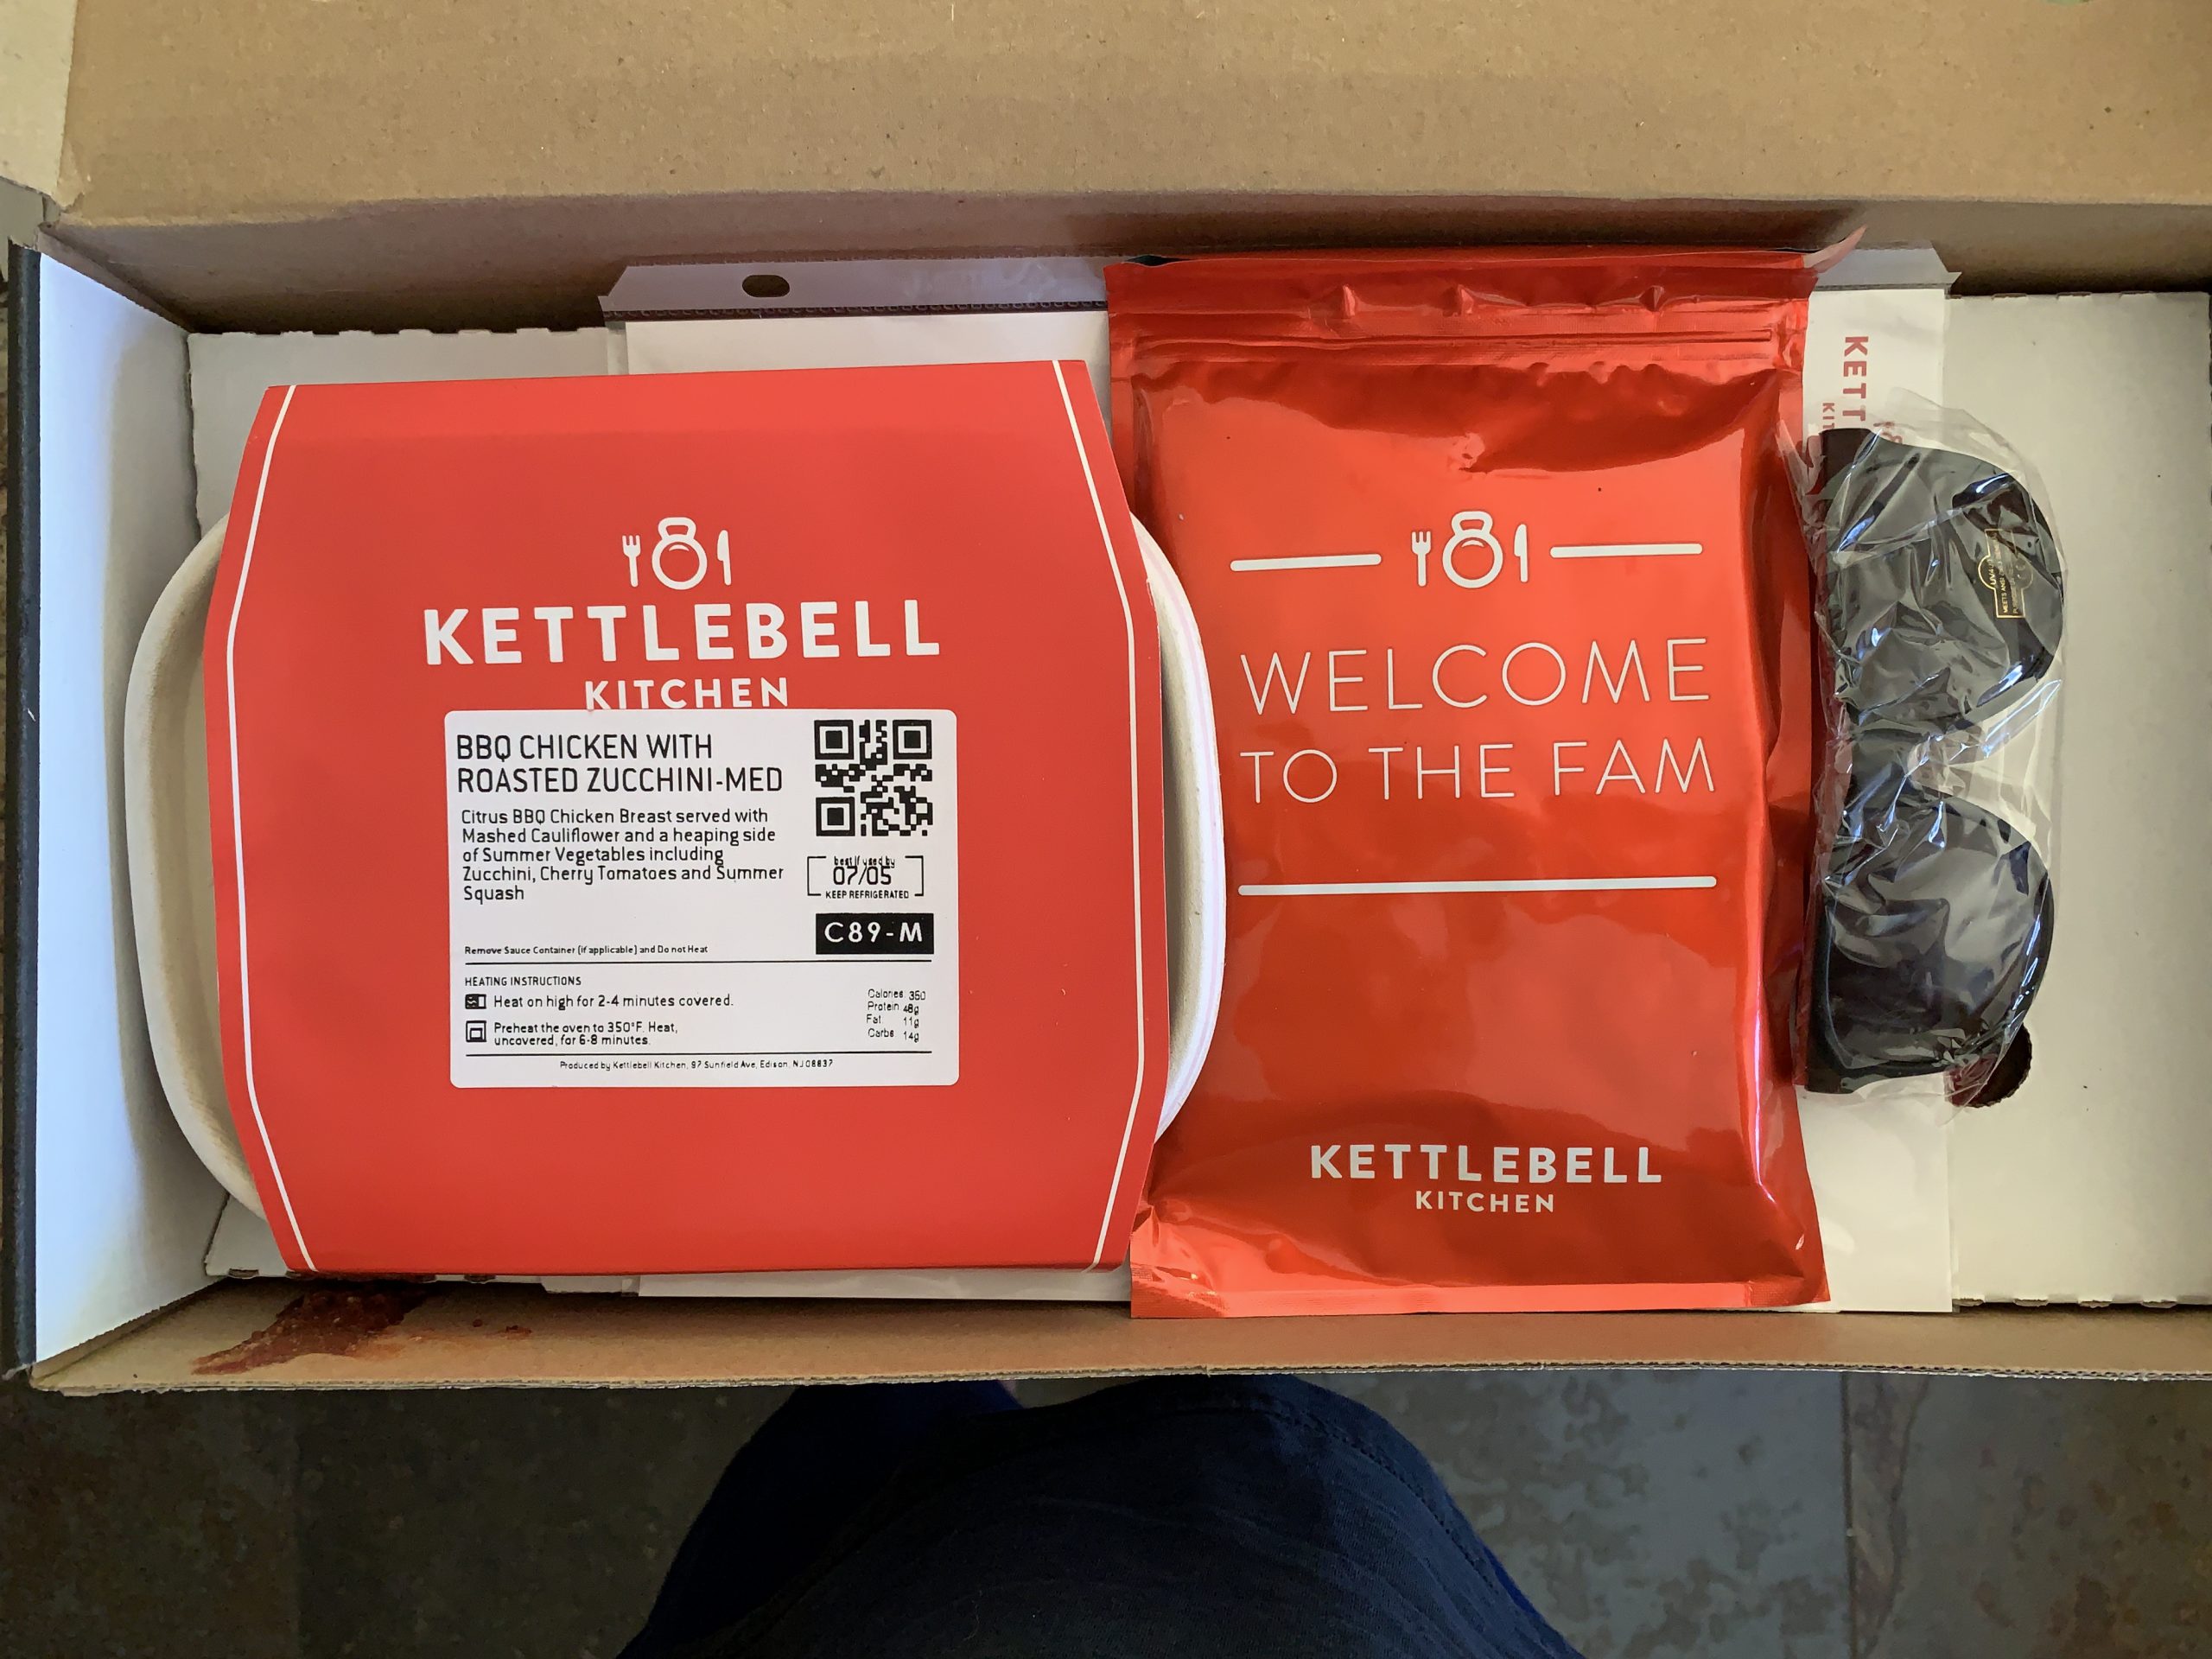 KETTLEBELL
KITCHEN
BBQ CHICKEN WITH
ROASTED ZUCCHINI-MED
Citrus BBQ Chicken Breast served with
Mashed Cauliflower and a heaping side
of Summer Vegetables including
Zucchini, Cherry Tomatoes and Summer
Squash
best if used by
07/05
KEEP REFRIGERATED
C89-M
Remove Sauce Container (if applicable) and Do not Heat
HEATING INSTRUCTIONS
Heat on high for 2-4 minutes covered.
Preheat the oven to 350°F. Heat,
uncovered, for 6-8 minutes.
Calories: 350
Protein: 48g
Fat: 11g
Carbs: 14g
Produced by Kettlebell Kitchen, 97 Sunfield Ave, Edison, NJ 08837
WELCOME
TO THE FAM
KETTLEBELL
KITCHEN
KETT
KIT